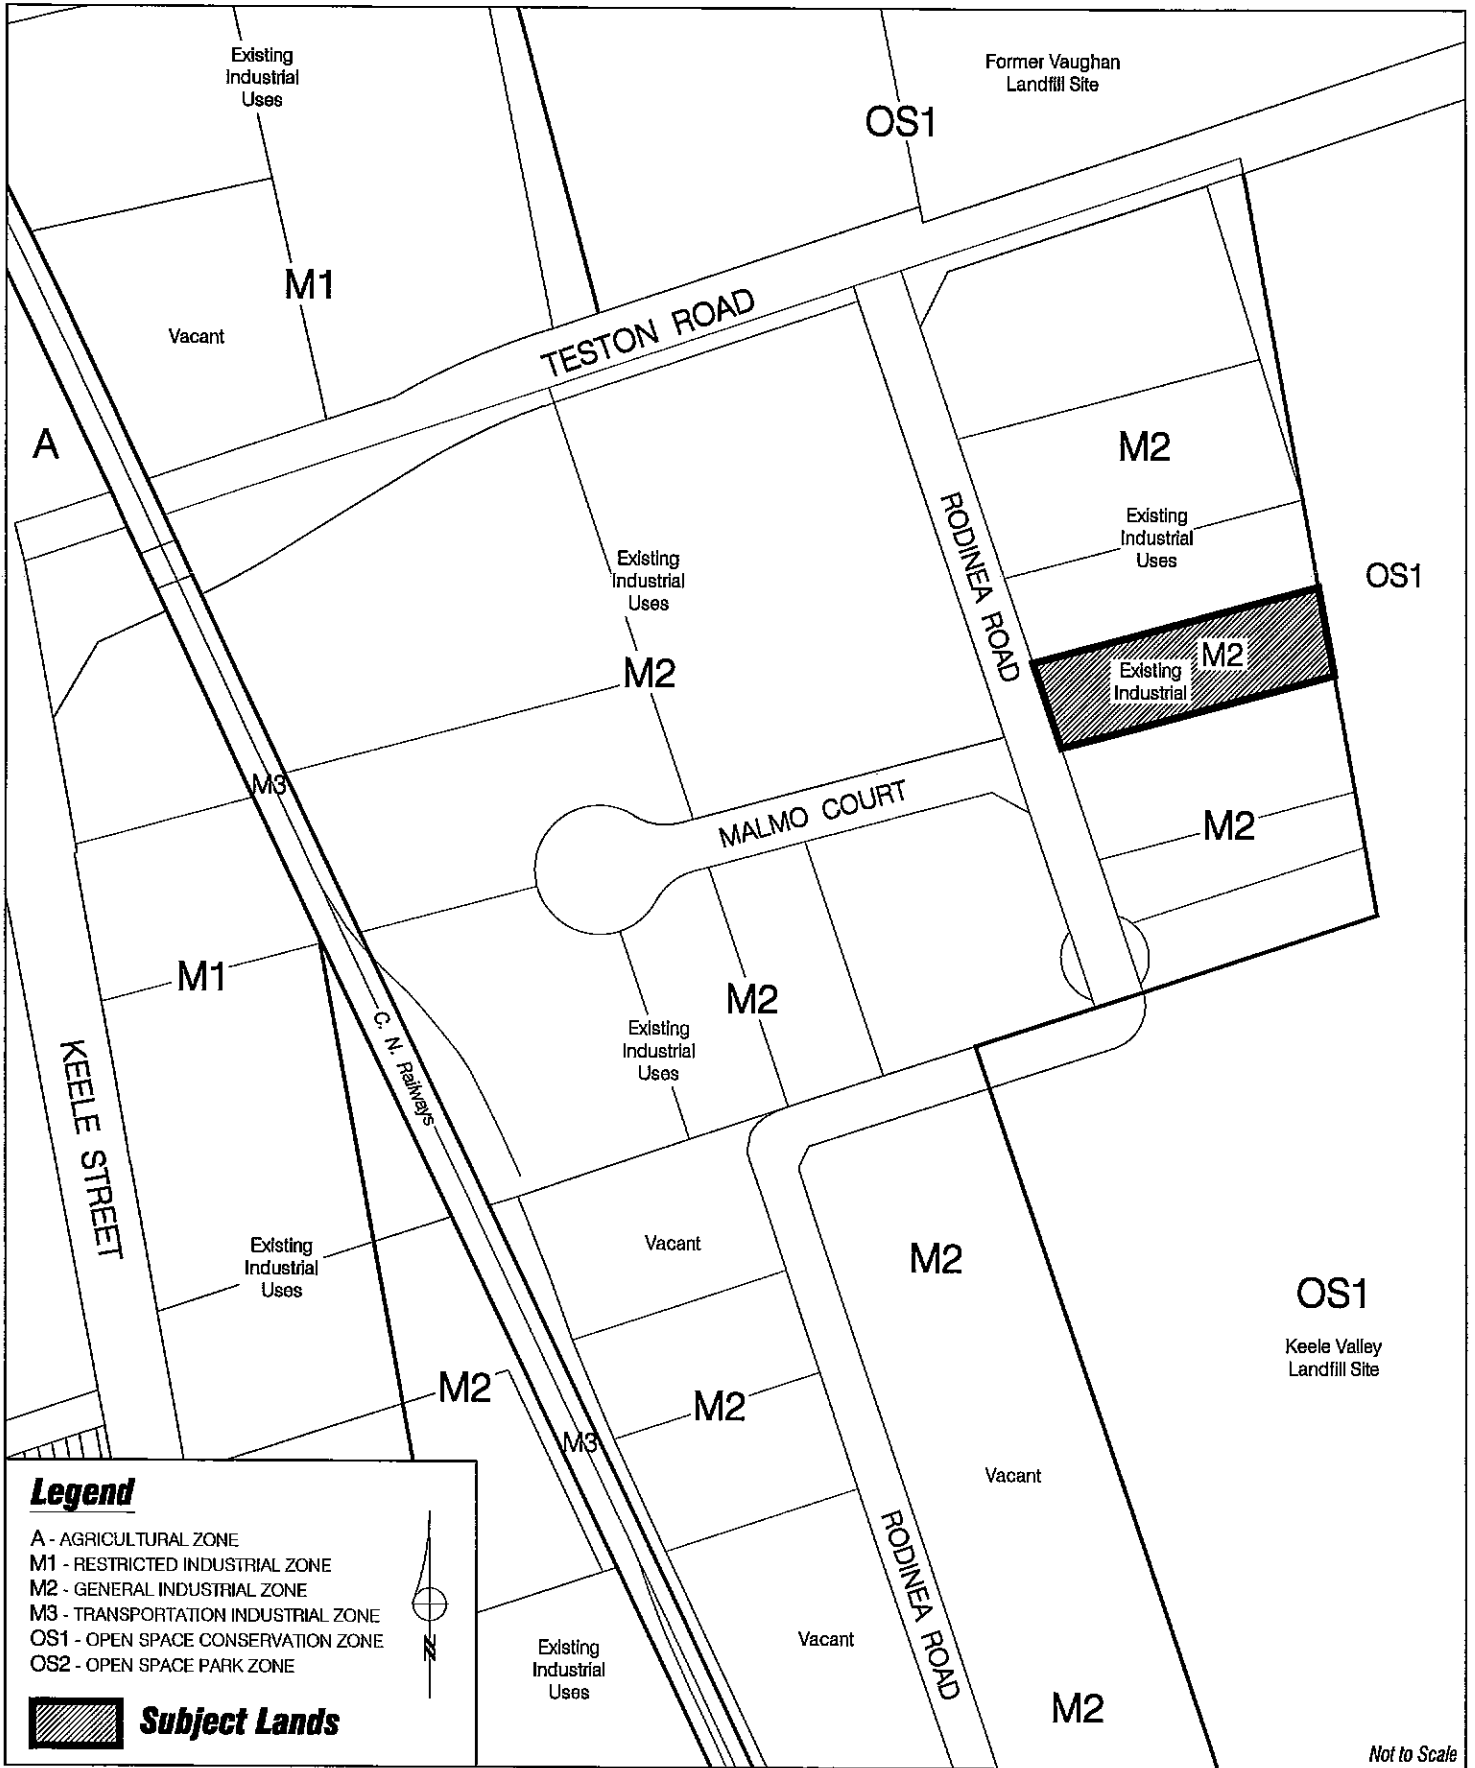 Existing
Industrial
Uses
Former Vaughan
Landfill Site
OS1
M1
Vacant
TESTON ROAD
A
M2
RODINEA ROAD
Existing
Industrial
Uses
Existing
Industrial
Uses
OS1
M2
M2
Existing
Industrial
M3
MALMO COURT
M2
M1
M2
C. N. Railways
Existing
Industrial
Uses
KEELE STREET
Existing
Industrial
Uses
Vacant
M2
OS1
Keele Valley
Landfill Site
M2
M2
M3
Vacant
RODINEA ROAD
Vacant
Existing
Industrial
Uses
M2
Legend
A - AGRICULTURAL ZONE
M1 - RESTRICTED INDUSTRIAL ZONE
M2 - GENERAL INDUSTRIAL ZONE
M3 - TRANSPORTATION INDUSTRIAL ZONE
OS1 - OPEN SPACE CONSERVATION ZONE
OS2 - OPEN SPACE PARK ZONE
N
Subject Lands
Not to Scale